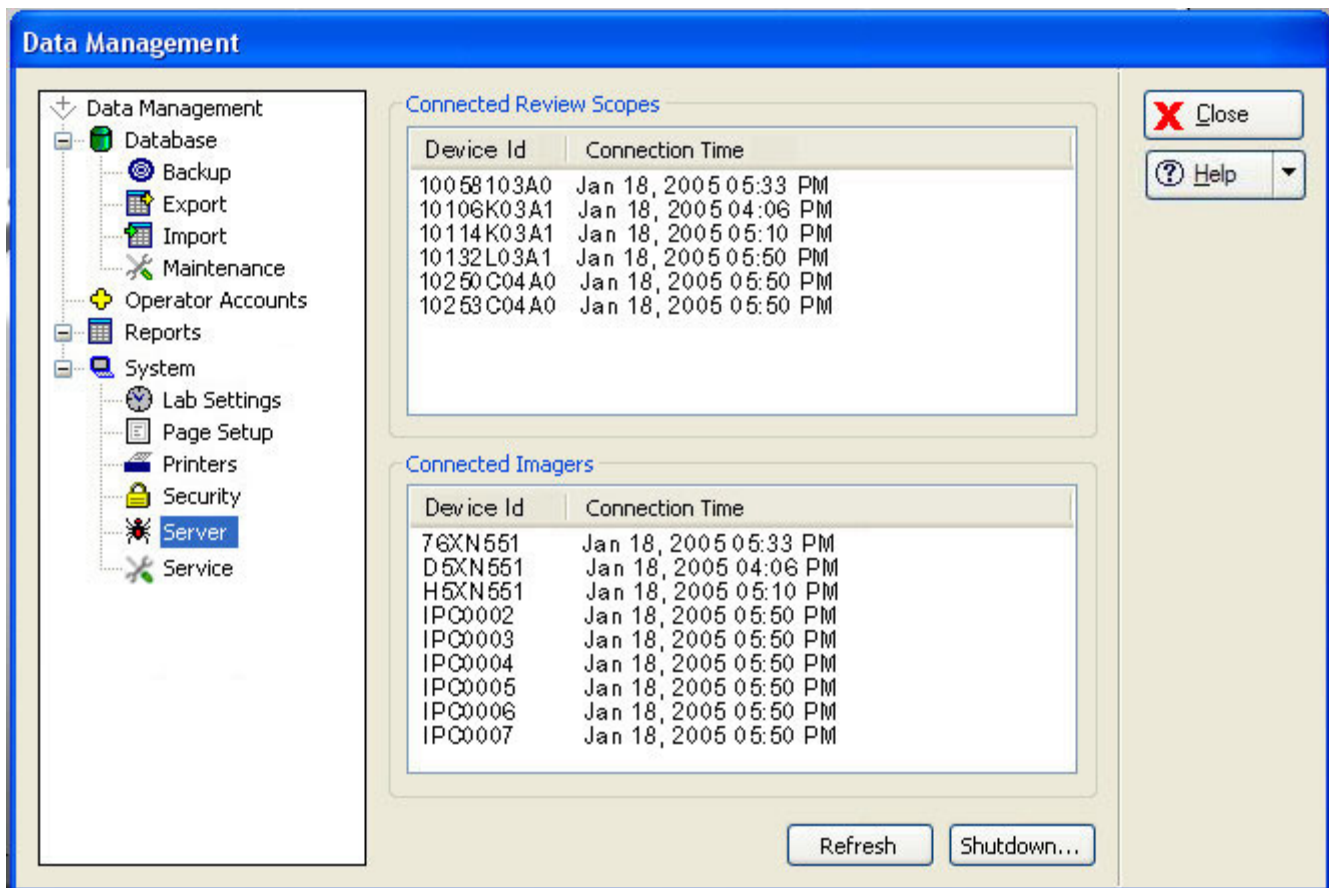 Data Management
Data Management
Database
Backup
Export
Import
Maintenance
Operator Accounts
Reports
System
Lab Settings
Page Setup
Printers
Security
Server
Service
Connected Review Scopes
Device Id Connection Time
10058103A0 Jan 18, 2005 05:33 PM
10106K03A1 Jan 18, 2005 04:06 PM
10114K03A1 Jan 18, 2005 05:10 PM
10132L03A1 Jan 18, 2005 05:50 PM
10250C04A0 Jan 18, 2005 05:50 PM
10253C04A0 Jan 18, 2005 05:50 PM
Connected Imagers
Device Id Connection Time
76XN551 Jan 18, 2005 05:33 PM
D5XN551 Jan 18, 2005 04:06 PM
H5XN551 Jan 18, 2005 05:10 PM
IPC0002 Jan 18, 2005 05:50 PM
IPC0003 Jan 18, 2005 05:50 PM
IPC0004 Jan 18, 2005 05:50 PM
IPC0005 Jan 18, 2005 05:50 PM
IPC0006 Jan 18, 2005 05:50 PM
IPC0007 Jan 18, 2005 05:50 PM
Refresh
Shutdown...
Close
Help